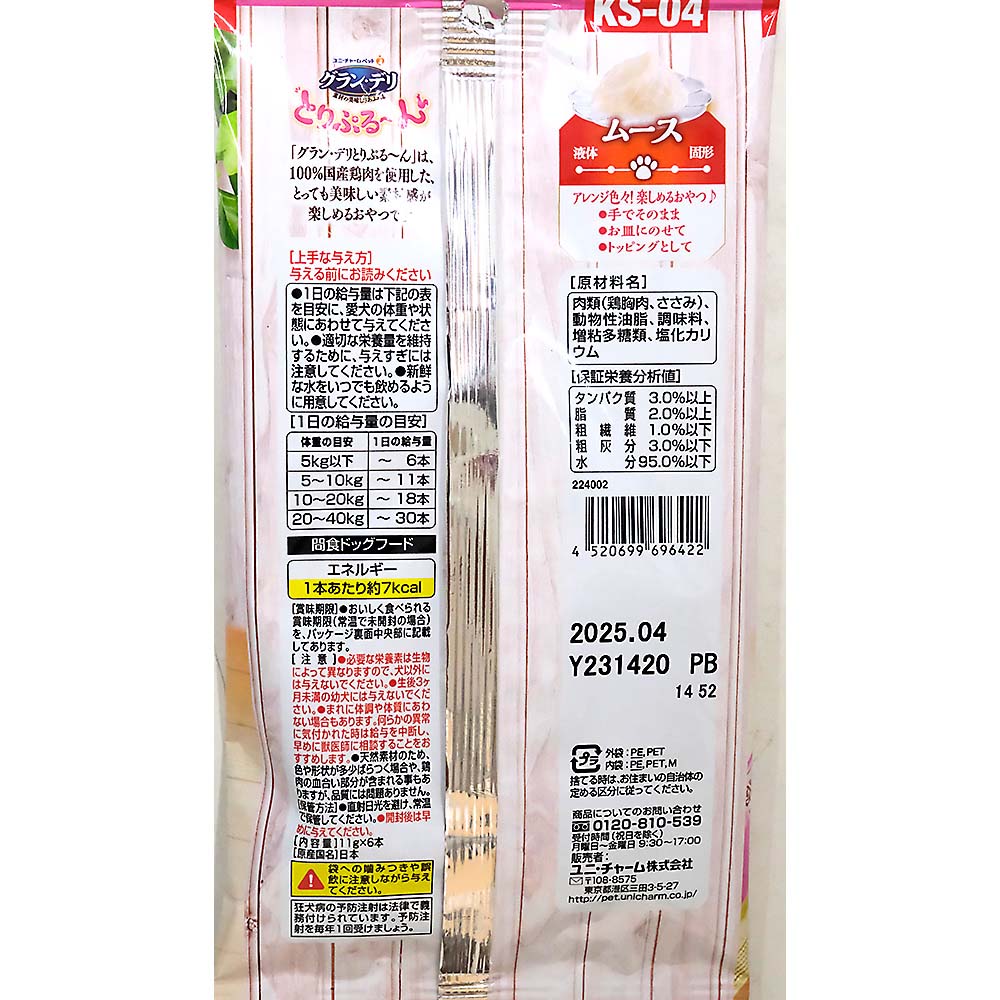 KS-04
ユニ・チャーム ペット
グラン・デリ
とりぷる〜ん
「グラン・デリとりぷる〜ん」は、
100%国産鶏肉を使用した、
とっても美味しい
感が
楽しめるおやつで
[上手な与え方]
与える前にお読みください
●1日の給与量は下記の表
を目安に、愛犬の体重や状
態にあわせて与えてくださ
い。●適切な栄養量を維持
するために、与えすぎには
注意してください。●新鮮
な水をいつでも飲めるよう
に用意してください。
[1日の給与量の目安]
体重の目安 1日の給与量
5kg以下 〜 6本
5〜10kg 〜 11本
10〜20kg 〜 18本
20〜40kg 〜 30本
間食ドッグフード
エネルギー
1本あたり約7kcal
[賞味期限]●おいしく食べられる
賞味期限(常温で未開封の場合)
を、パッケージ裏面中央部に記載
してあります。
[ 注 意 ]●必要な栄養素は生物
によって異なりますので、犬以外に
は与えないでください。●生後3ヶ
月未満の幼犬には与えないでくだ
さい。●まれに体調や体質にあわ
ない場合もあります。何らかの異常
に気付かれた時は給与を中断し、
早めに獣医師に相談することをお
すすめします。●天然素材のため、
色や形状が多少ばらつく場合や、鶏
肉の血合い部分が含まれる事もあ
りますが、品質には問題ありません。
[保管方法]●直射日光を避け、常温
で保管してください。●開封後は早
めに与えてください。
[内容量]11g×6本
[原産国名]日本
袋への噛みつきや誤
飲に注意しながら与え
てください。
狂犬病の予防注射は法律で義
務付けられています。予防注
射を毎年1回受けましょう。
ムース
液体 固形
アレンジ色々!楽しめるおやつ♪
●手でそのまま
●お皿にのせて
●トッピングとして
[原材料名]
肉類(鶏胸肉、ささみ)、
動物性油脂、調味料、
増粘多糖類、塩化カリ
ウム
[保証栄養分析値]
タンパク質 3.0%以上
脂質 2.0%以上
粗繊維 1.0%以下
粗灰分 3.0%以下
水分 95.0%以下
224002
4 520699 696422
2025.04
Y231420 PB
14 52
プラ
外袋:PE,PET
内袋:PE,PET,M
捨てる時は、お住まいの自治体の
定める区分に従ってください。
商品についてのお問い合わせ
0120-810-539
受付時間(祝日を除く)
月曜日〜金曜日 9:30〜17:00
販売者:
ユニ・チャーム株式会社
〒108-8575
東京都港区三田3-5-27
http://pet.unicharm.co.jp/